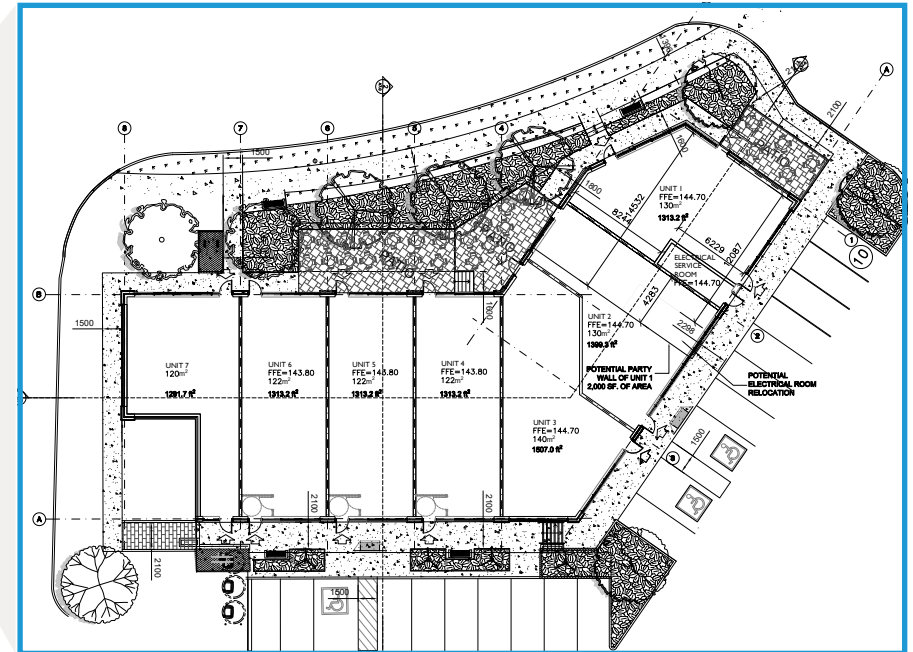 A
2100
8
7
6
5
4
1500
1600
1600
UNIT 1
FFE=144.70
130m²
1313.2 ft²
6229
ELECTRICAL
SERVICE
ROOM
FFE=144.70
1
10
PATIO
B
1500
1600
4283
2298
UNIT 2
FFE=144.70
130m²
1399.3 ft²
2
POTENTIAL PARTY
WALL OF UNIT 1
2,000 SF. OF AREA
POTENTIAL
ELECTRICAL ROOM
RELOCATION
UNIT 7
120m²
1291.7 ft²
UNIT 6
FFE=143.80
122m²
1313.2 ft²
UNIT 5
FFE=143.80
122m²
1313.2 ft²
UNIT 4
FFE=143.80
122m²
1313.2 ft²
UNIT 3
FFE=144.70
140m²
1507.0 ft²
1500
3
A
2100
2100
2100
1500